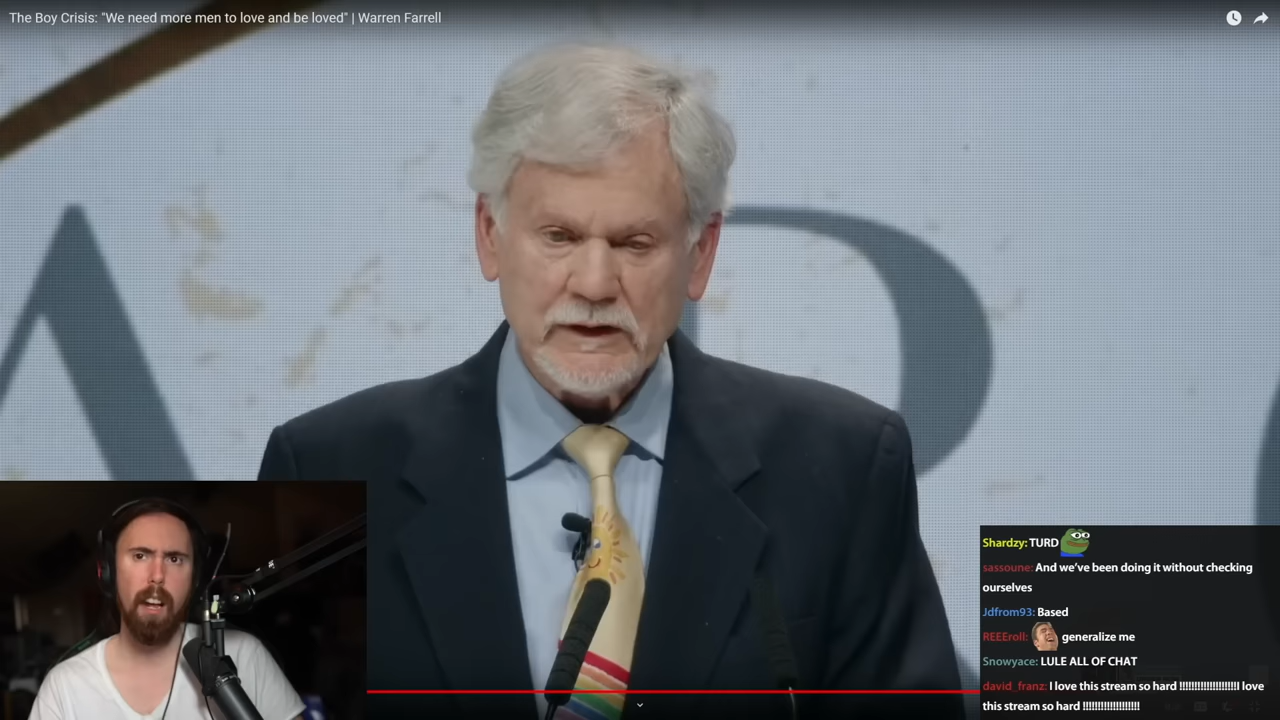 The Boy Crisis: "We need more men to love and be loved" | Warren Farrell
Shardzy: TURD
sassoune: And we've been doing it without checking
ourselves
Jdfrom93: Based
REEEroll: generalize me
Snowyace: LULE ALL OF CHAT
david_franz: I love this stream so hard !!!!!!!!!!!!!!!!!!!! love
this stream so hard !!!!!!!!!!!!!!!!!!!